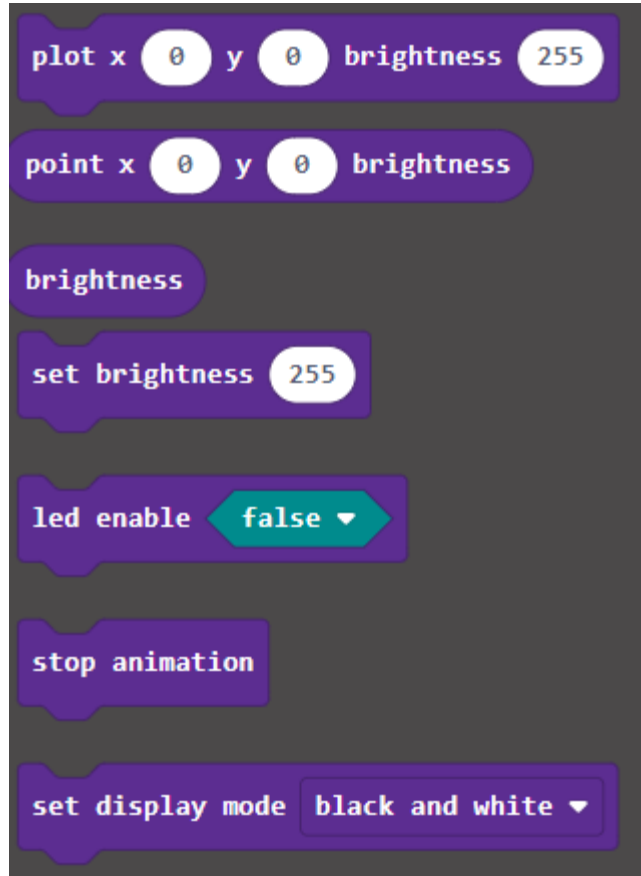 plot x 0 y 0 brightness 255
point x 0 y 0 brightness
brightness
set brightness 255
led enable false
stop animation
set display mode black and white